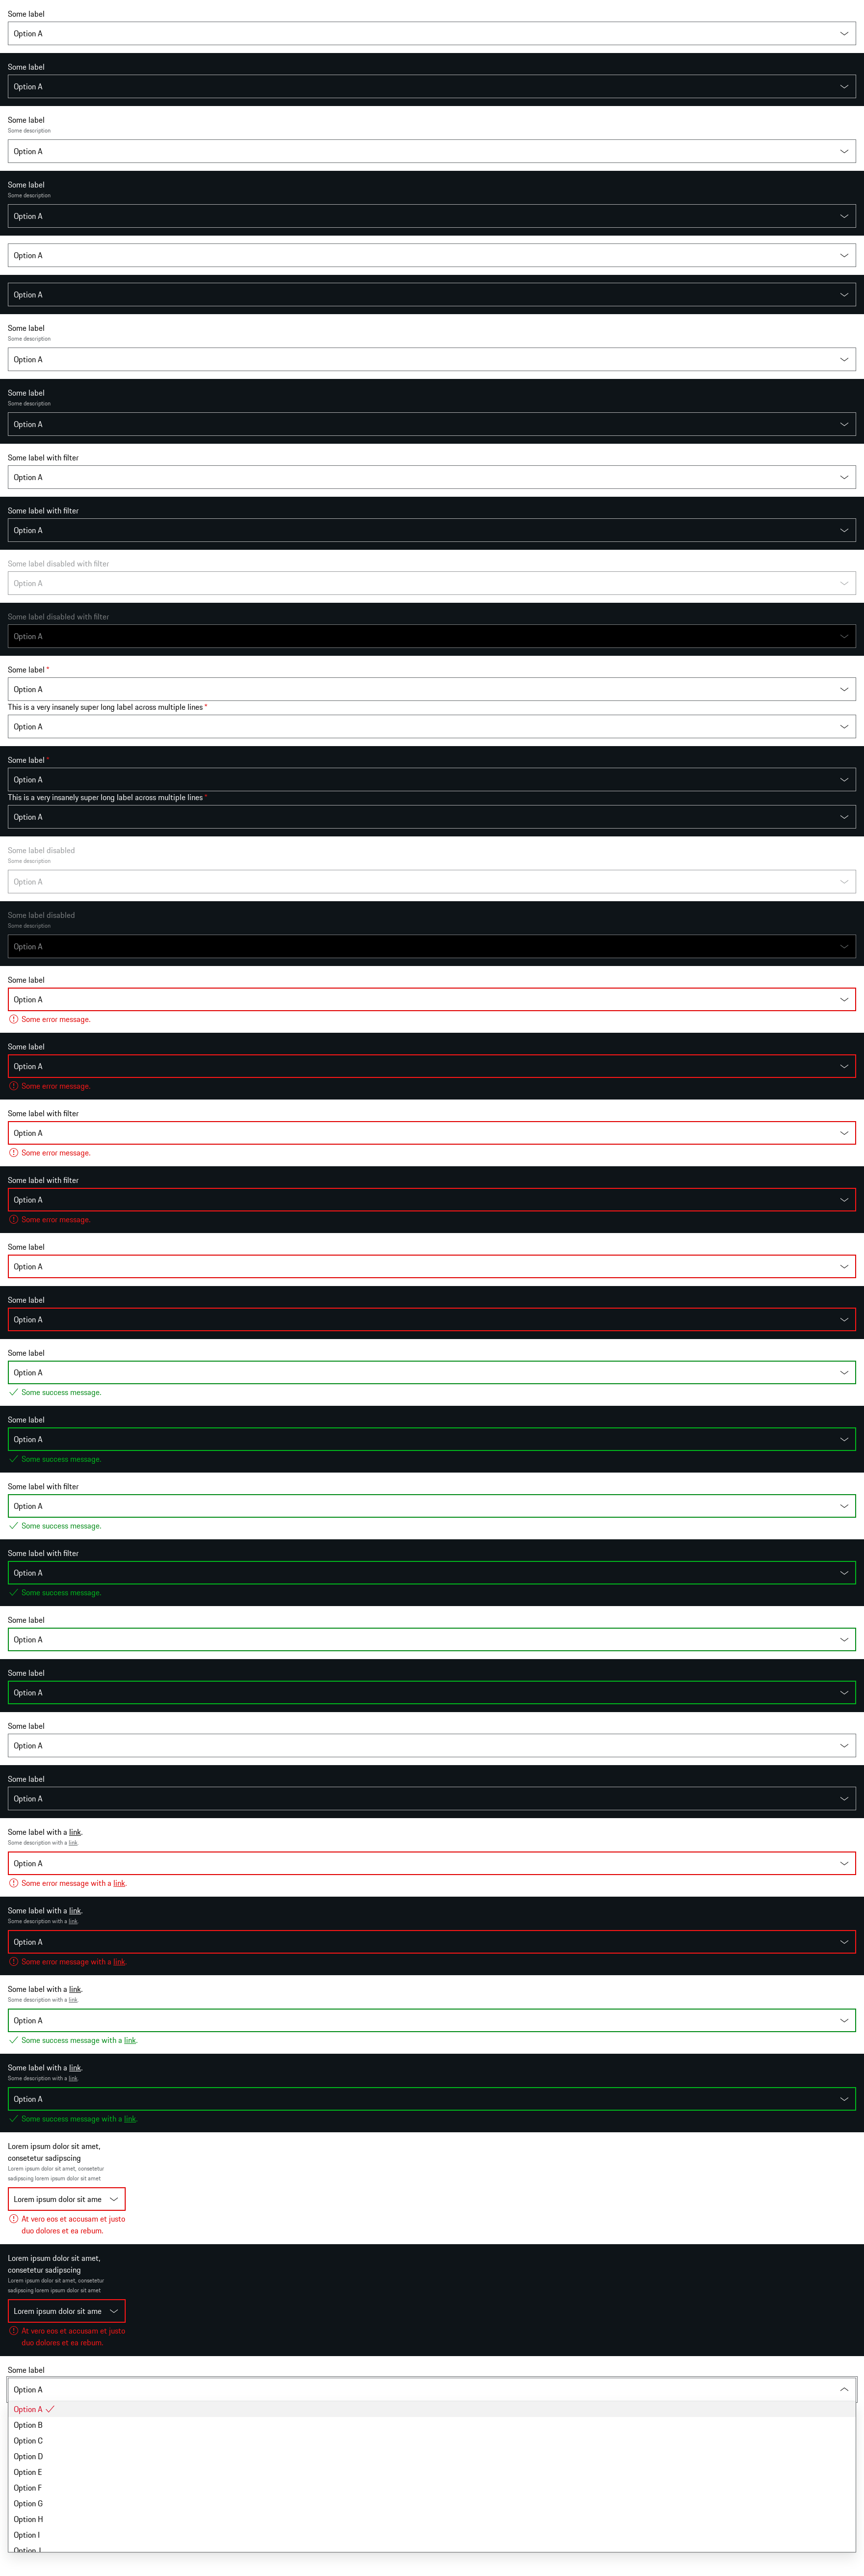 Some label
Option A
Some label
Option A
Some label
Some description
Option A
Some label
Some description
Option A
Option A
Option A
Some label
Some description
Option A
Some label
Some description
Option A
Some label with filter
Option A
Some label with filter
Option A
Some label disabled with filter
Option A
Some label disabled with filter
Option A
Some label *
Option A
This is a very insanely super long label across multiple lines *
Option A
Some label *
Option A
This is a very insanely super long label across multiple lines *
Option A
Some label disabled
Some description
Option A
Some label disabled
Some description
Option A
Some label
Option A
Some error message.
Some label
Option A
Some error message.
Some label with filter
Option A
Some error message.
Some label with filter
Option A
Some error message.
Some label
Option A
Some label
Option A
Some label
Option A
Some success message.
Some label
Option A
Some success message.
Some label with filter
Option A
Some success message.
Some label with filter
Option A
Some success message.
Some label
Option A
Some label
Option A
Some label
Option A
Some label
Option A
Some label with a link.
Some description with a link.
Option A
Some error message with a link.
Some label with a link.
Some description with a link.
Option A
Some error message with a link.
Some label with a link.
Some description with a link.
Option A
Some success message with a link.
Some label with a link.
Some description with a link.
Option A
Some success message with a link.
Lorem ipsum dolor sit amet,
consetetur sadipscing
Lorem ipsum dolor sit amet, consetetur
sadipscing lorem ipsum dolor sit amet
Lorem ipsum dolor sit ame
At vero eos et accusam et justo
duo dolores et ea rebum.
Lorem ipsum dolor sit amet,
consetetur sadipscing
Lorem ipsum dolor sit amet, consetetur
sadipscing lorem ipsum dolor sit amet
Lorem ipsum dolor sit ame
At vero eos et accusam et justo
duo dolores et ea rebum.
Some label
Option A
Option A
Option B
Option C
Option D
Option E
Option F
Option G
Option H
Option I
Option J